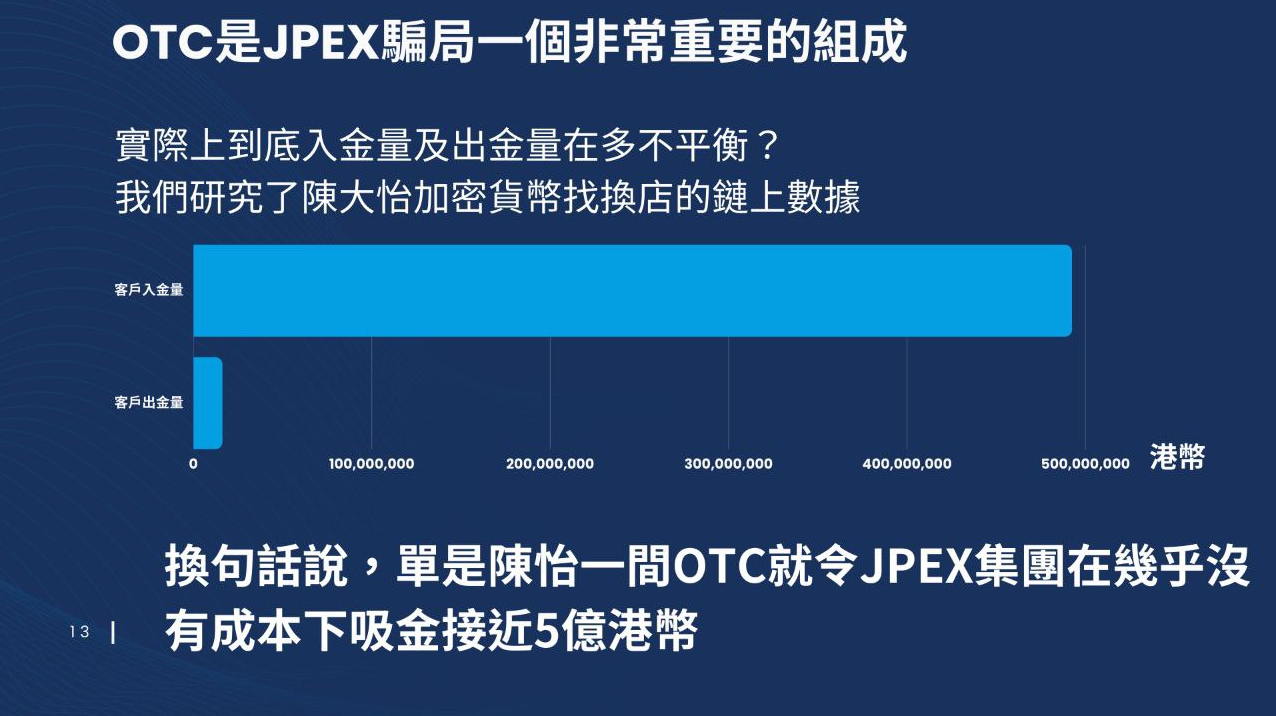 OTC是JPEX騙局一個非常重要的組成
實際上到底入金量及出金量在多不平衡？
我們研究了陳大怡加密貨幣找換店的鏈上數據
客戶入金量
客戶出金量
0 100,000,000 200,000,000 300,000,000 400,000,000 500,000,000 港幣
換句話說，單是陳怡一間OTC就令JPEX集團在幾乎沒
有成本下吸金接近5億港幣
13 |